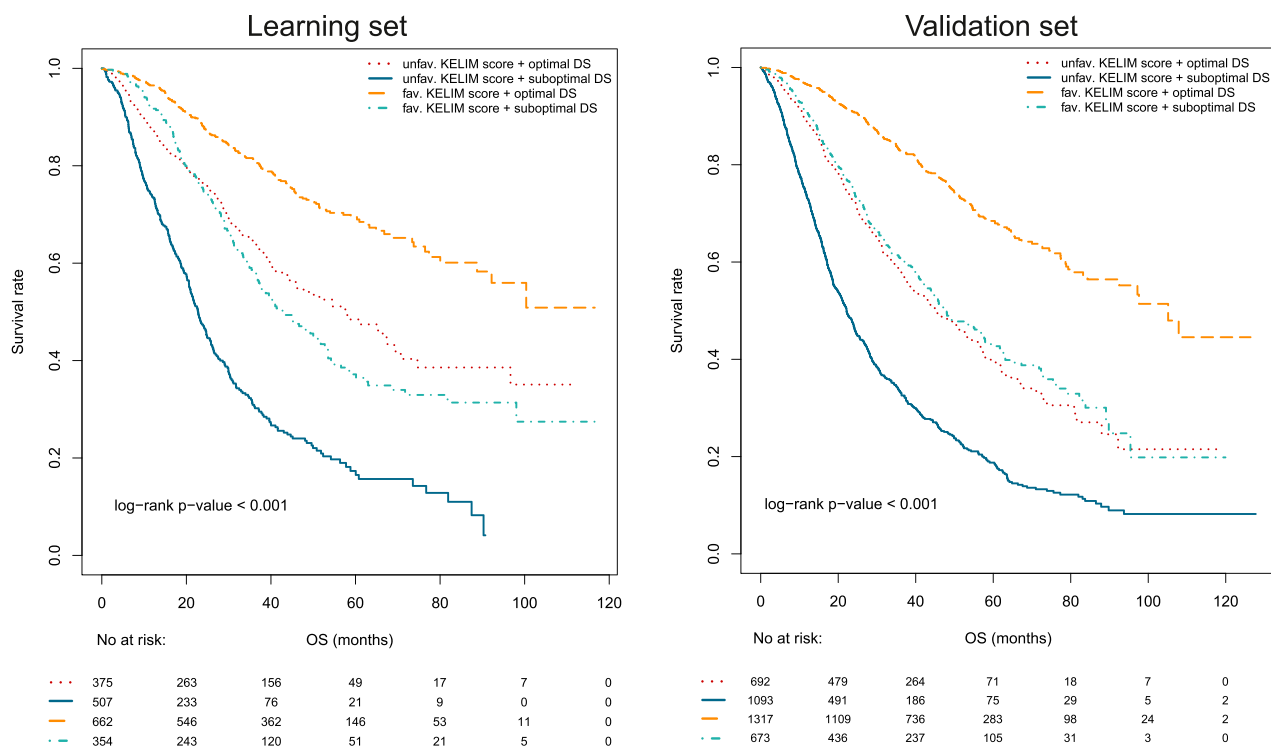 Learning set
unfav. KELIM score + optimal DS
unfav. KELIM score + suboptimal DS
fav. KELIM score + optimal DS
fav. KELIM score + suboptimal DS
Survival rate
1.0
0.8
0.6
0.4
0.2
0.0
log−rank p−value < 0.001
0 20 40 60 80 100 120
No at risk: OS (months)
375 263 156 49 17 7 0
507 233 76 21 9 0 0
662 546 362 146 53 11 0
354 243 120 51 21 5 0
Validation set
unfav. KELIM score + optimal DS
unfav. KELIM score + suboptimal DS
fav. KELIM score + optimal DS
fav. KELIM score + suboptimal DS
Survival rate
1.0
0.8
0.6
0.4
0.2
0.0
log−rank p−value < 0.001
0 20 40 60 80 100 120
No at risk: OS (months)
692 479 264 71 18 7 0
1093 491 186 75 29 5 2
1317 1109 736 283 98 24 2
673 436 237 105 31 3 0